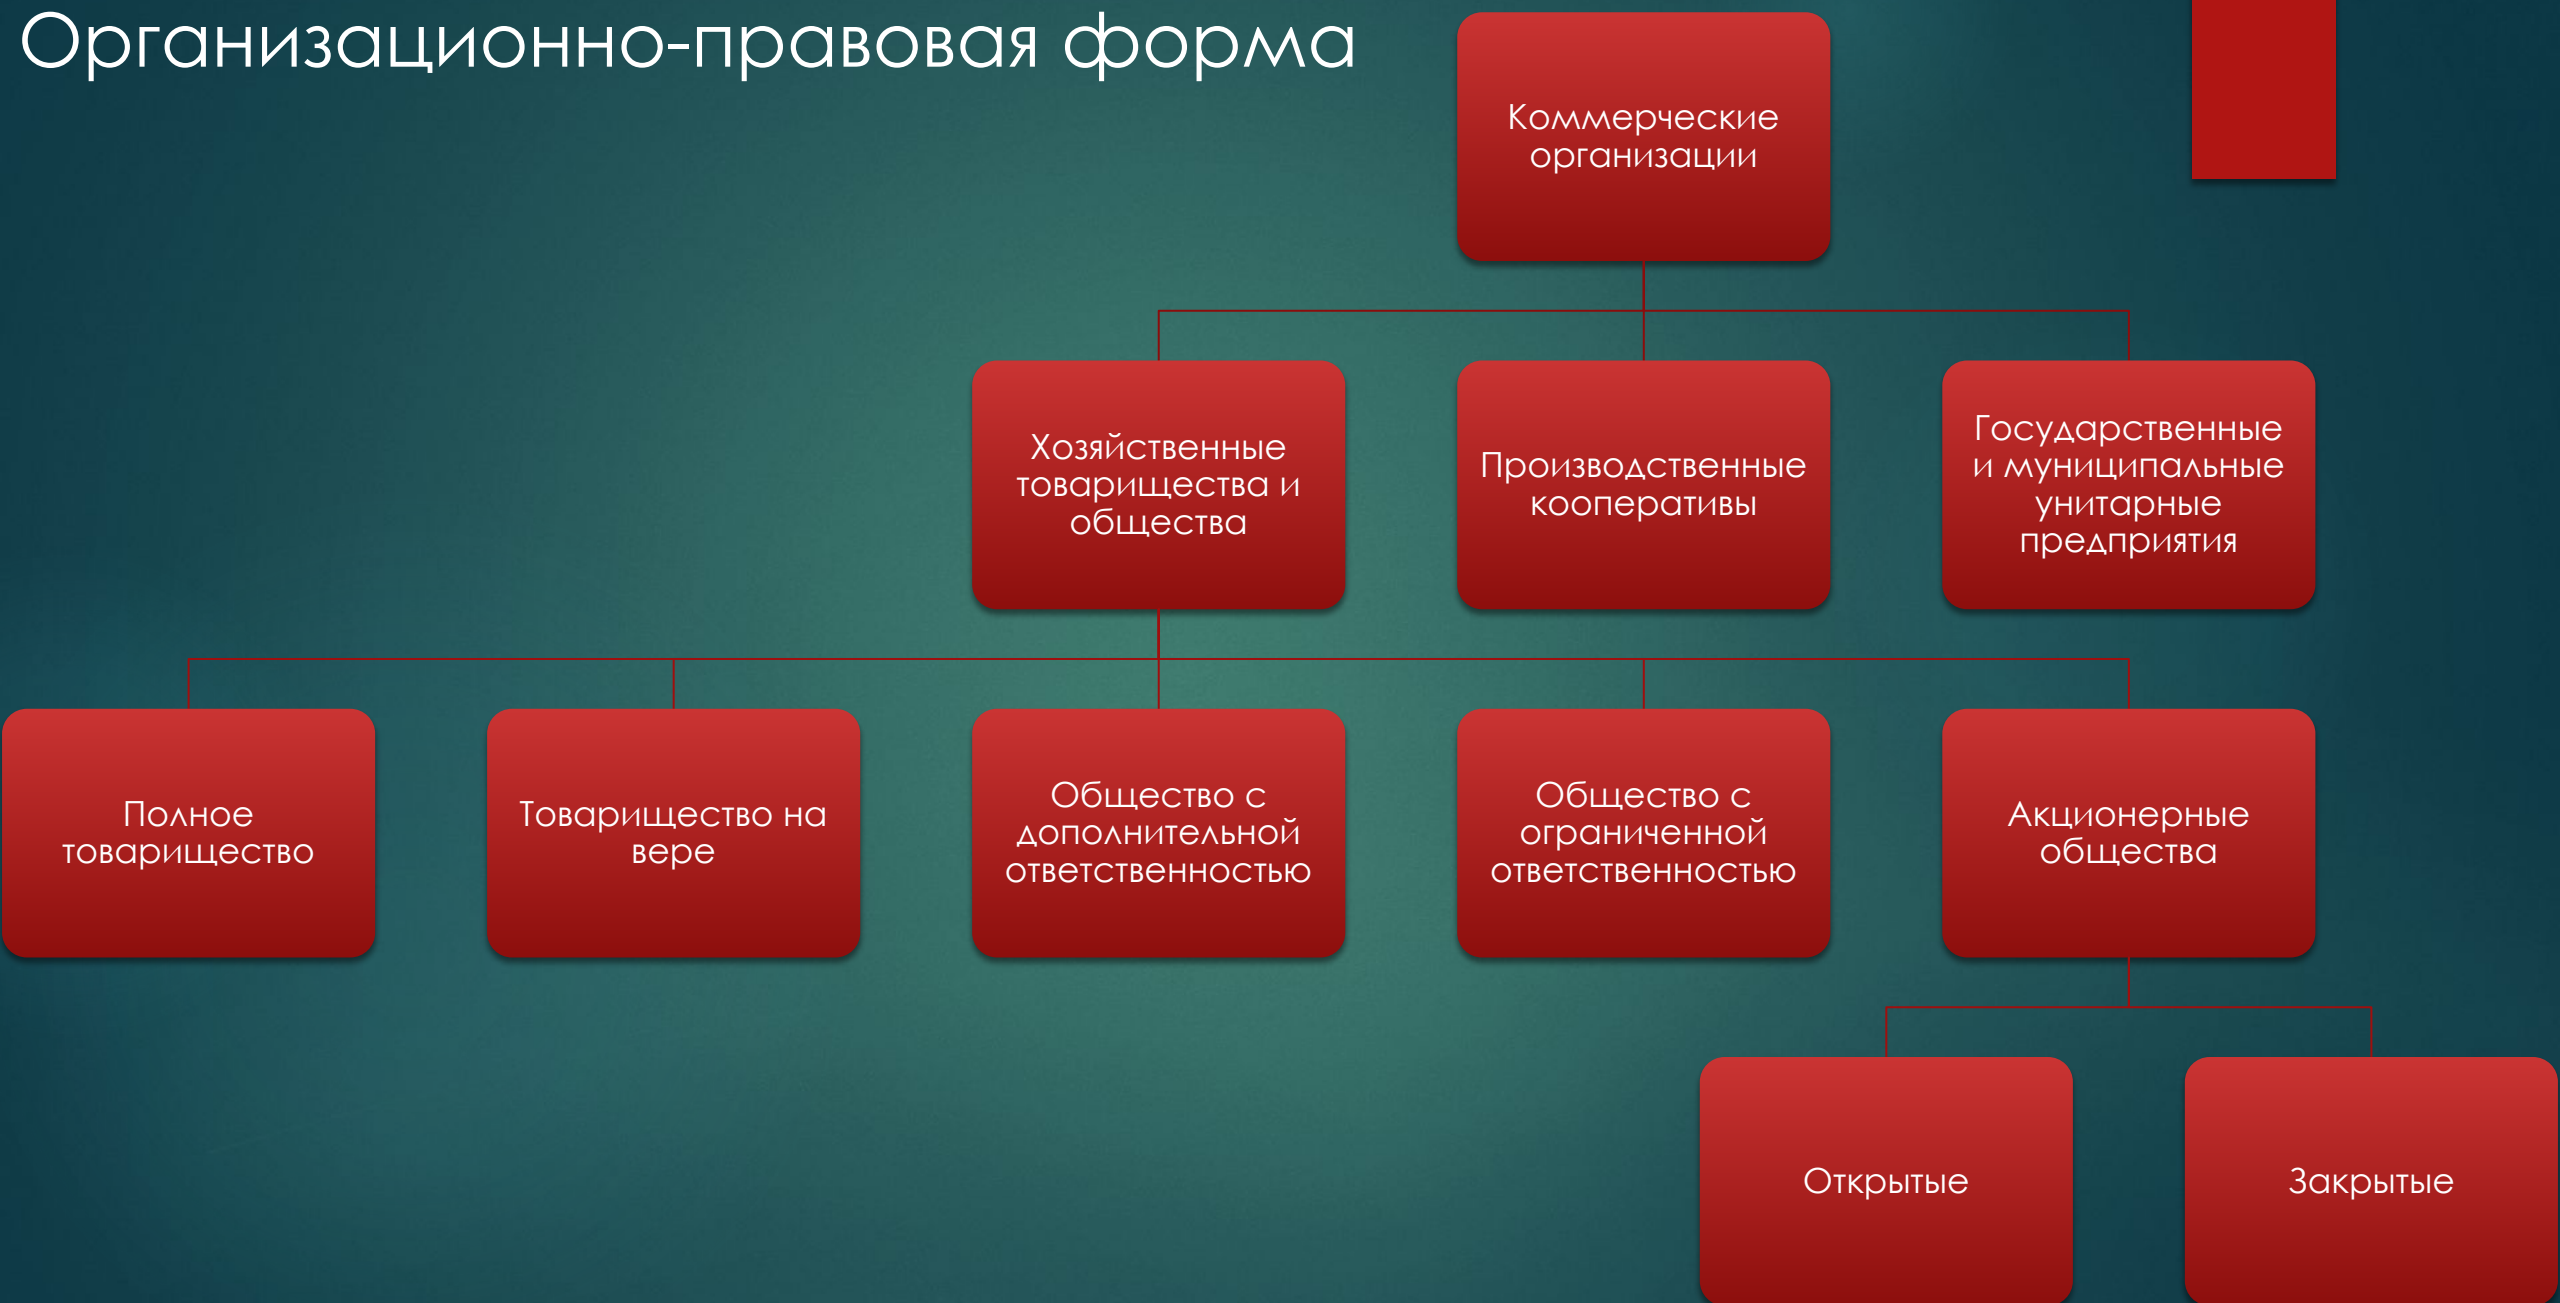 Организационно-правовая форма
Коммерческие
организации
Хозяйственные
товарищества и
общества
Производственные
кооперативы
Государственные
и муниципальные
унитарные
предприятия
Полное
товарищество
Товарищество на
вере
Общество с
дополнительной
ответственностью
Общество с
ограниченной
ответственностью
Акционерные
общества
Открытые
Закрытые